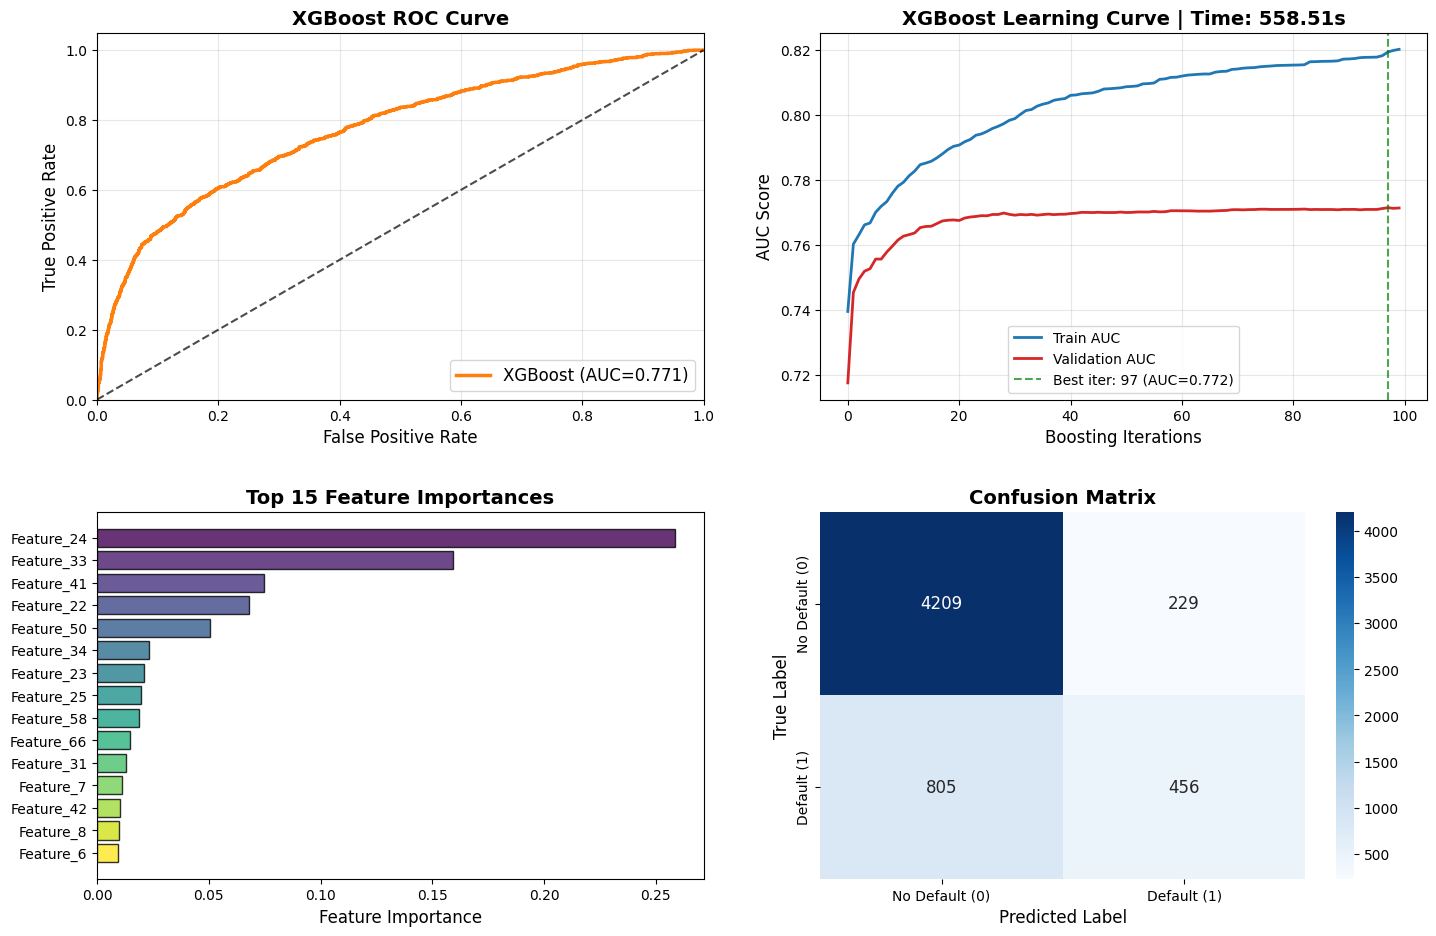 XGBoost ROC Curve
1.0
0.8
0.6
0.4
0.2
0.0
True Positive Rate
XGBoost (AUC=0.771)
0.0 0.2 0.4 0.6 0.8 1.0
False Positive Rate
XGBoost Learning Curve | Time: 558.51s
0.82
0.80
0.78
0.76
0.74
0.72
AUC Score
Train AUC
Validation AUC
Best iter: 97 (AUC=0.772)
0 20 40 60 80 100
Boosting Iterations
Top 15 Feature Importances
Feature_24
Feature_33
Feature_41
Feature_22
Feature_50
Feature_34
Feature_23
Feature_25
Feature_58
Feature_66
Feature_31
Feature_7
Feature_42
Feature_8
Feature_6
0.00 0.05 0.10 0.15 0.20 0.25
Feature Importance
Confusion Matrix
True Label
No Default (0)
4209 229
Default (1)
805 456
No Default (0) Default (1)
Predicted Label
4000
3500
3000
2500
2000
1500
1000
500